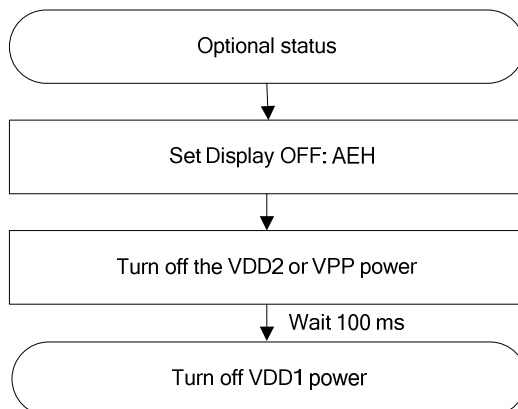 Optional status
Set Display OFF: AEH
Turn off the VDD2 or VPP power
Wait 100 ms
Turn off VDD1 power